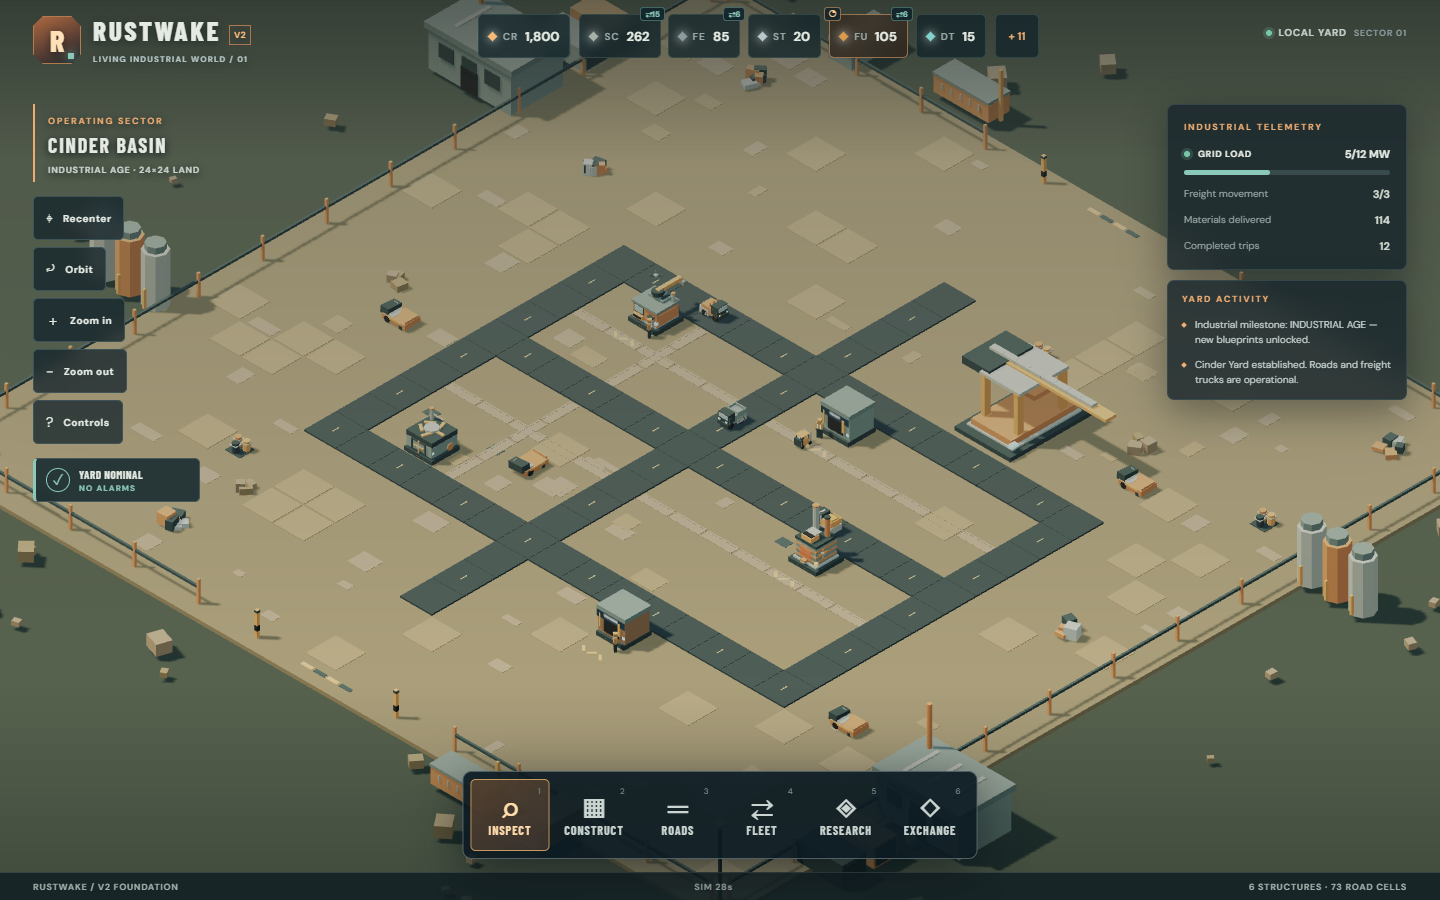 R
RUSTWAKE V2
LIVING INDUSTRIAL WORLD / 01
CR 1,800
⇄15
SC 262
⇄6
FE 85
ST 20
⇄6
FU 105
DT 15
+11
LOCAL YARD SECTOR 01
OPERATING SECTOR
CINDER BASIN
INDUSTRIAL AGE · 24×24 LAND
Recenter
Orbit
+ Zoom in
− Zoom out
? Controls
YARD NOMINAL
NO ALARMS
INDUSTRIAL TELEMETRY
GRID LOAD 5/12 MW
Freight movement 3/3
Materials delivered 114
Completed trips 12
YARD ACTIVITY
Industrial milestone: INDUSTRIAL AGE —
new blueprints unlocked.
Cinder Yard established. Roads and freight
trucks are operational.
1
INSPECT
2
CONSTRUCT
3
ROADS
4
FLEET
5
RESEARCH
6
EXCHANGE
RUSTWAKE / V2 FOUNDATION
SIM 28s
6 STRUCTURES · 73 ROAD CELLS